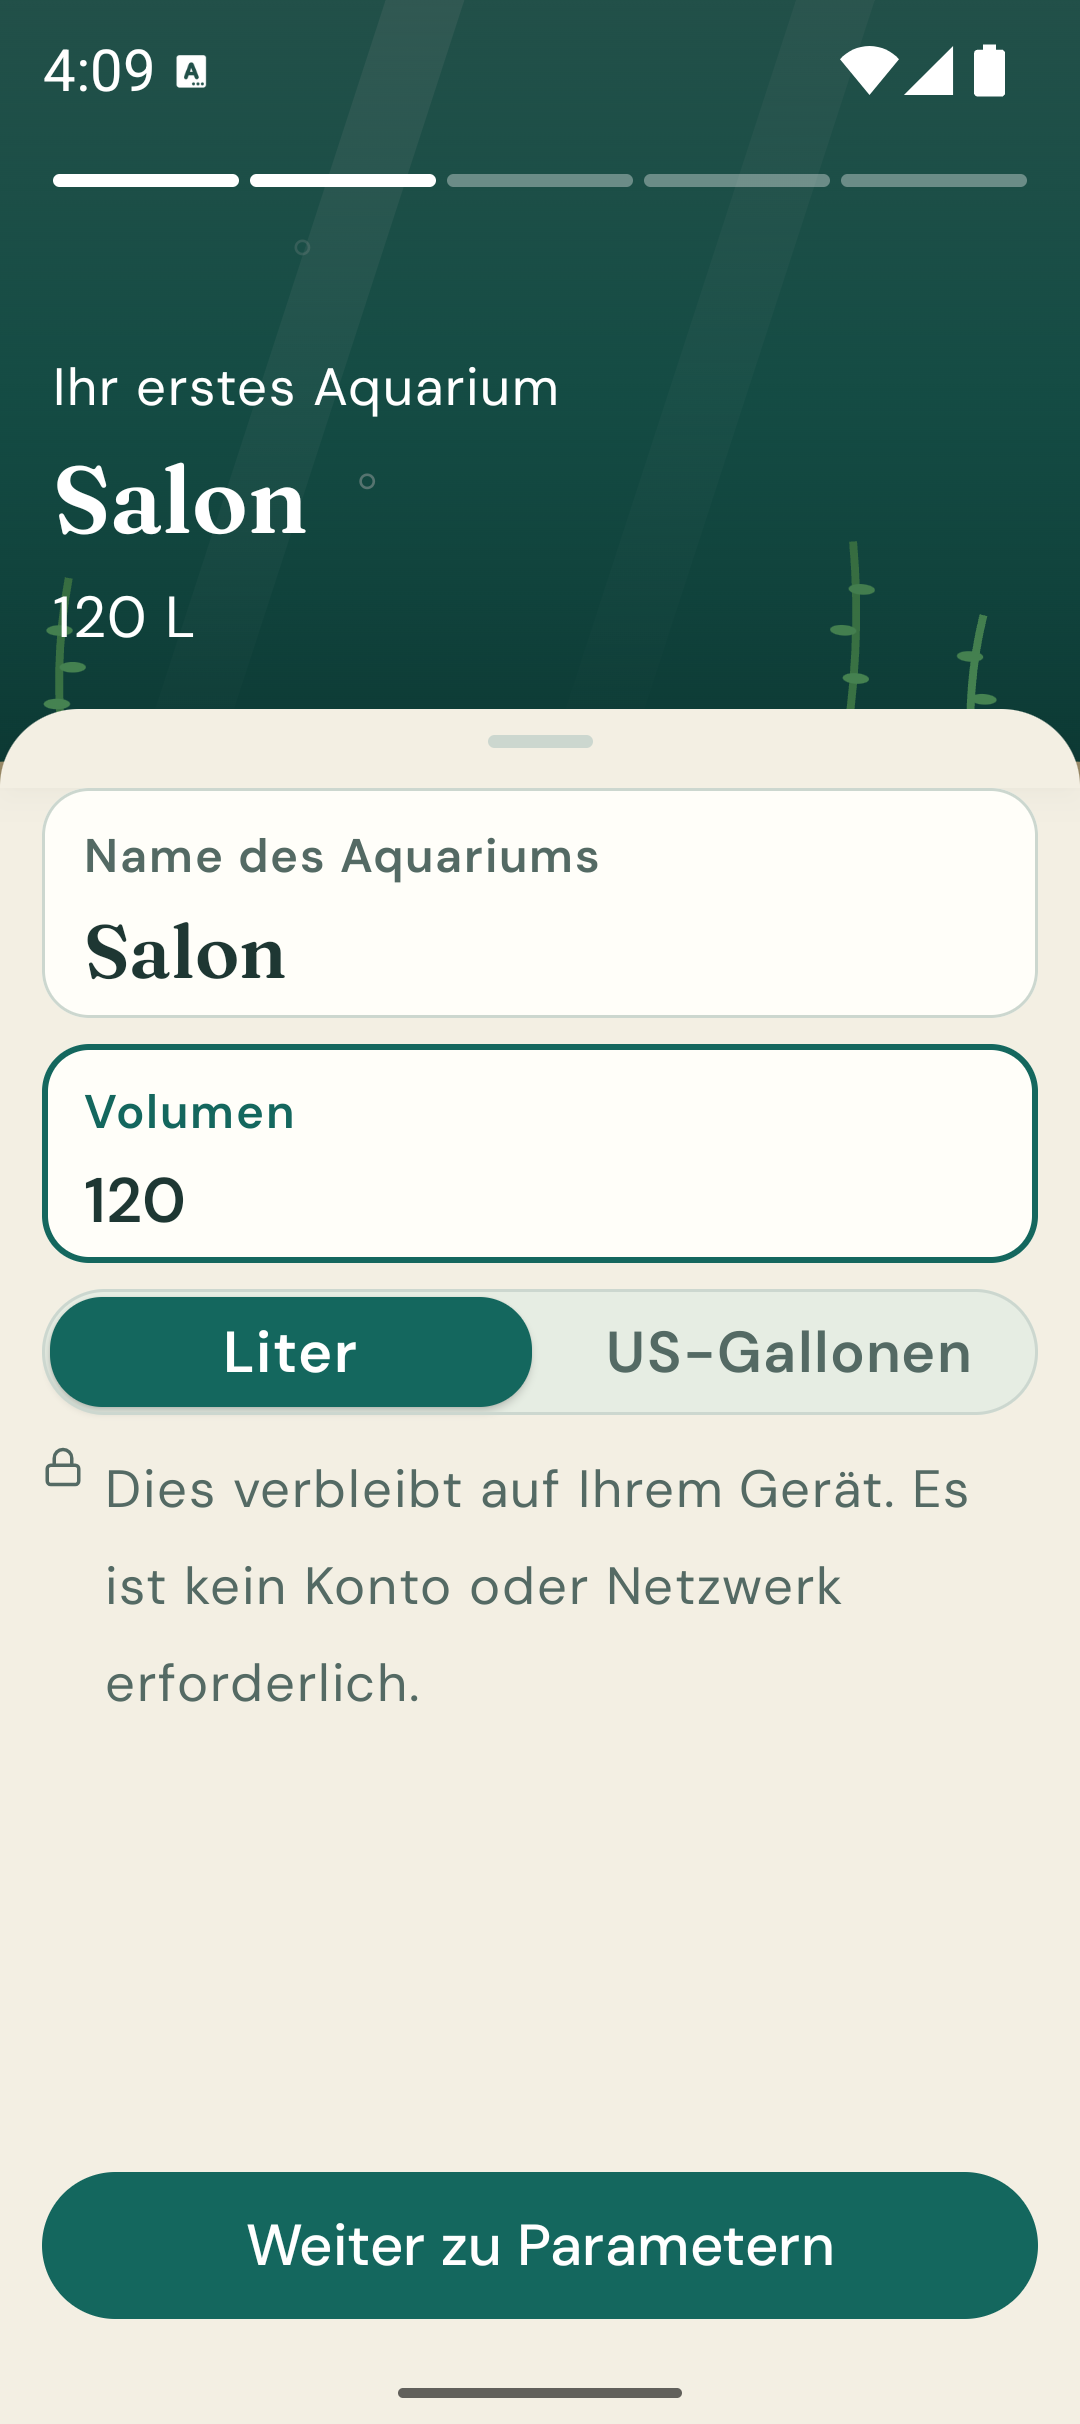 4:09
Ihr erstes Aquarium
Salon
120 L
Name des Aquariums
Salon
Volumen
120
Liter
US-Gallonen
Dies verbleibt auf Ihrem Gerät. Es
ist kein Konto oder Netzwerk
erforderlich.
Weiter zu Parametern